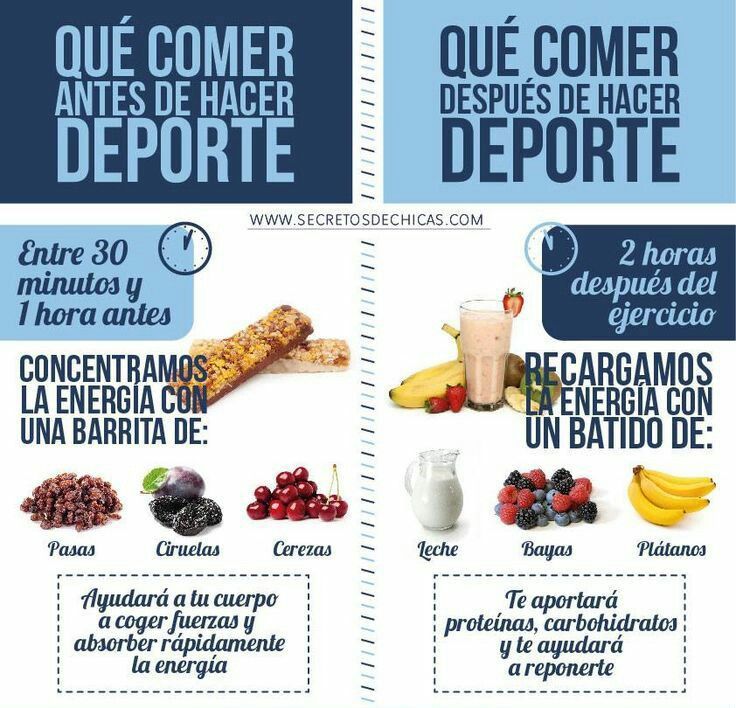 QUÉ COMER
ANTES DE HACER
DEPORTE
QUÉ COMER
DESPUÉS DE HACER
DEPORTE
WWW.SECRETOSDECHICAS.COM
Entre 30
minutos y
1 hora antes
CONCENTRAMOS
LA ENERGÍA CON
UNA BARRITA DE:
Pasas
Ciruelas
Cerezas
Ayudará a tu cuerpo
a coger fuerzas y
absorber rápidamente
la energía
2 horas
después del
ejercicio
RECARGAMOS
LA ENERGÍA CON
UN BATIDO DE:
Leche
Bayas
Plátanos
Te aportará
proteínas, carbohidratos
y te ayudará
a reponerte